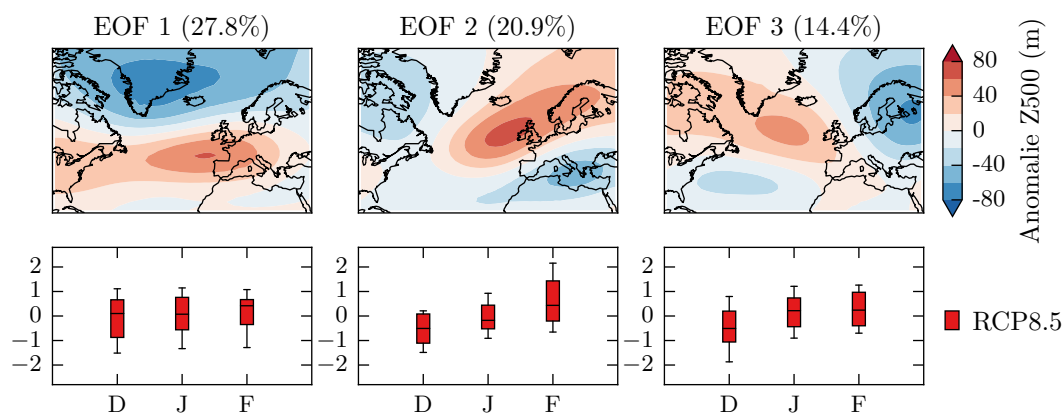 EOF 1 (27.8%)
EOF 2 (20.9%)
EOF 3 (14.4%)
80
40
0
-40
-80
Anomalie Z500 (m)
2
1
0
−1
−2
D J F
2
1
0
−1
−2
D J F
2
1
0
−1
−2
D J F
RCP8.5